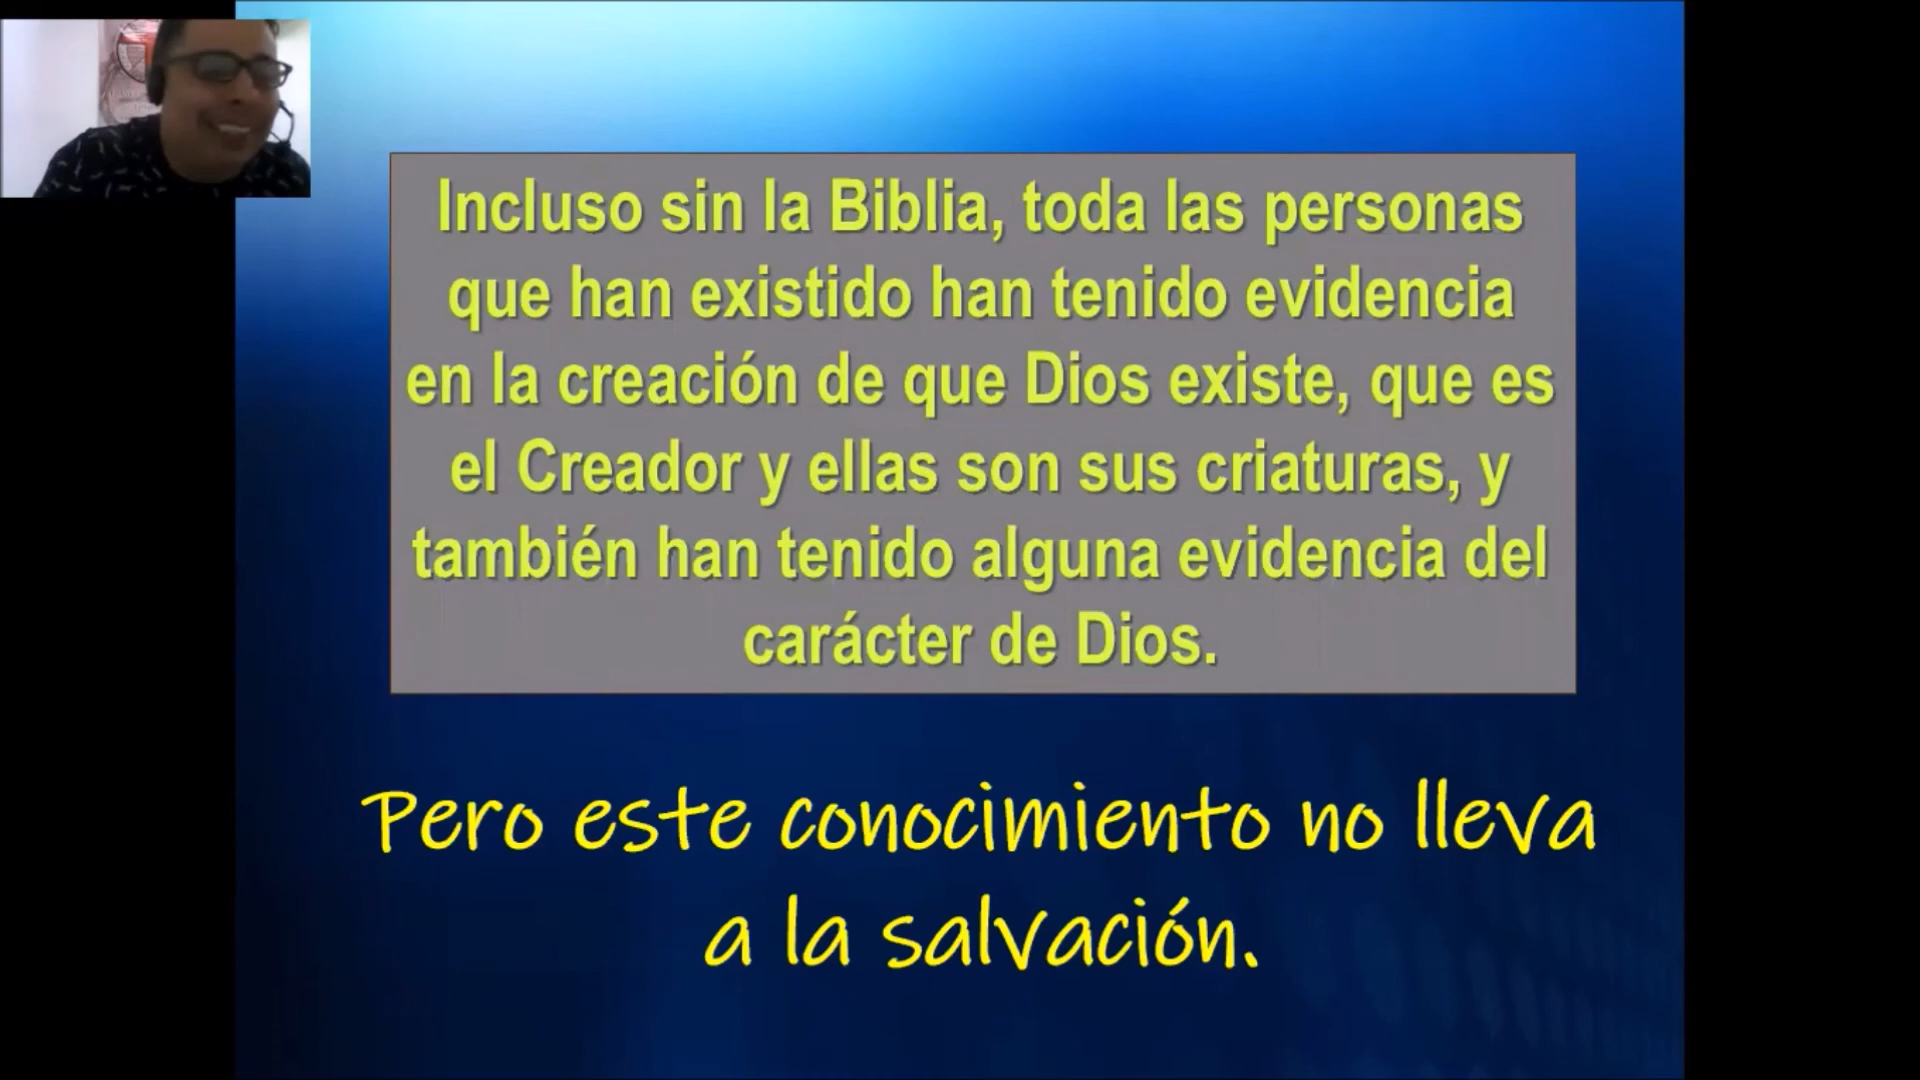 Incluso sin la Biblia, toda las personas
que han existido han tenido evidencia
en la creación de que Dios existe, que es
el Creador y ellas son sus criaturas, y
también han tenido alguna evidencia del
carácter de Dios.
Pero este conocimiento no lleva
a la salvación.